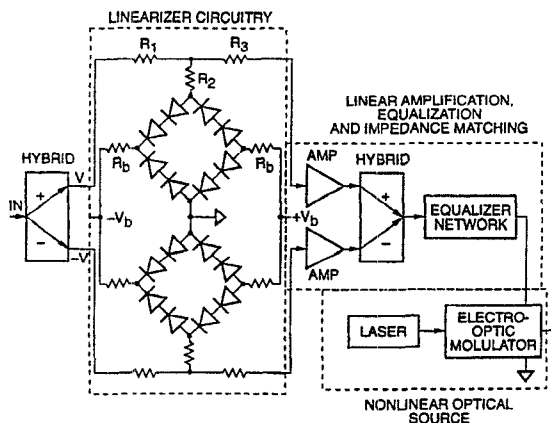 LINEARIZER CIRCUITRY
R1
R3
R2
LINEAR AMPLIFICATION,
EQUALIZATION
AND IMPEDANCE MATCHING
AMP
HYBRID
HYBRID
Rb
Rb
V
IN
+
−
−Vb
+Vb
+
−
EQUALIZER
NETWORK
−V
AMP
LASER
ELECTRO-
OPTIC
MOLULATOR
NONLINEAR OPTICAL
SOURCE